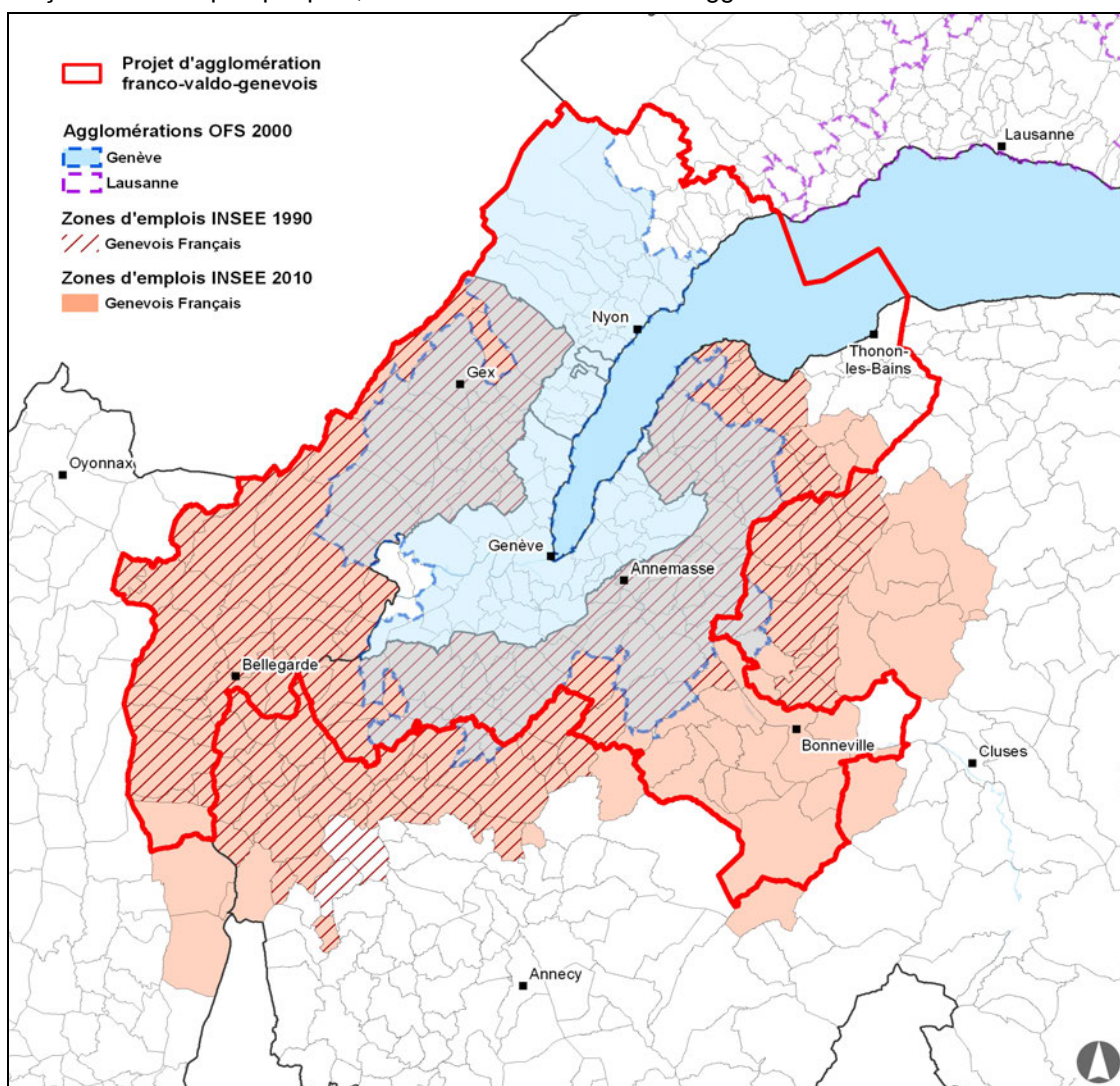 Projet d'agglomération
franco-valdo-genevois
Agglomérations OFS 2000
Genève
Lausanne
Zones d'emplois INSEE 1990
Genevois Français
Zones d'emplois INSEE 2010
Genevois Français
Lausanne
Nyon
Thonon-
les-Bains
Gex
Oyonnax
Genève
Annemasse
Bellegarde
Bonneville
Cluses
Annecy